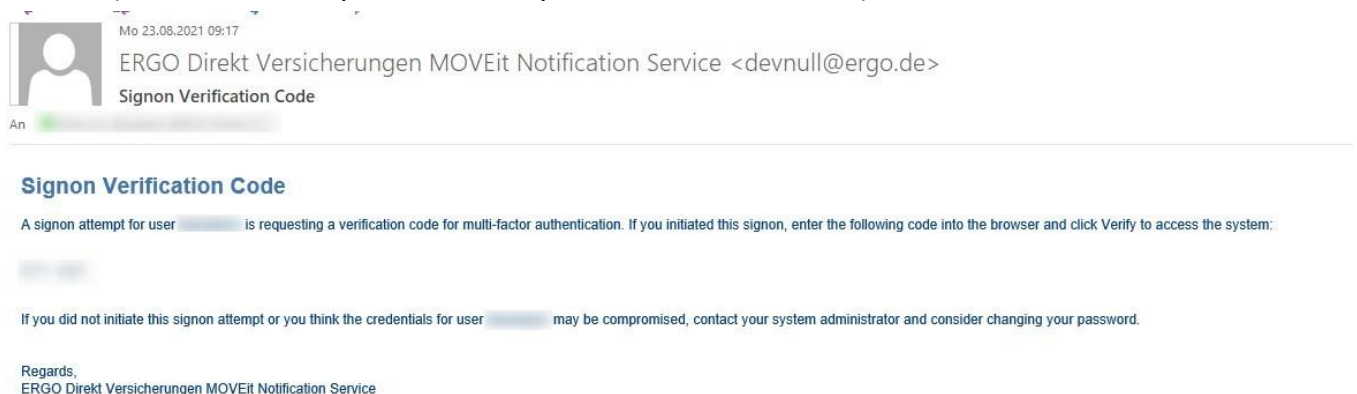 Mo 23.08.2021 09:17
ERGO Direkt Versicherungen MOVEit Notification Service <devnull@ergo.de>
Signon Verification Code
An
Signon Verification Code
A signon attempt for user is requesting a verification code for multi-factor authentication. If you initiated this signon, enter the following code into the browser and click Verify to access the system:
If you did not initiate this signon attempt or you think the credentials for user may be compromised, contact your system administrator and consider changing your password.
Regards,
ERGO Direkt Versicherungen MOVEit Notification Service